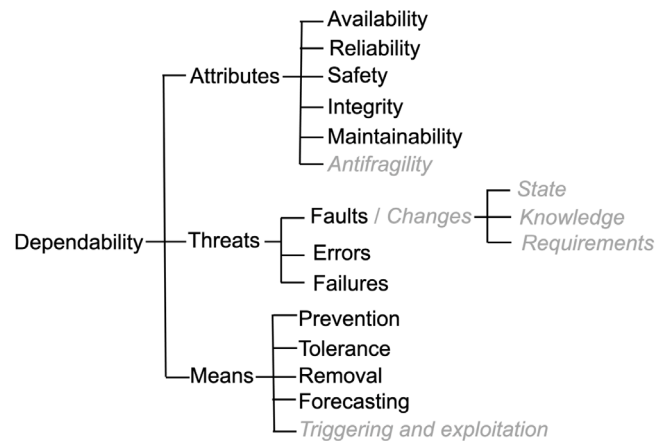 Availability
Reliability
Attributes
Safety
Integrity
Maintainability
Antifragility
State
Faults / Changes
Knowledge
Requirements
Dependability
Threats
Errors
Failures
Prevention
Tolerance
Means
Removal
Forecasting
Triggering and exploitation